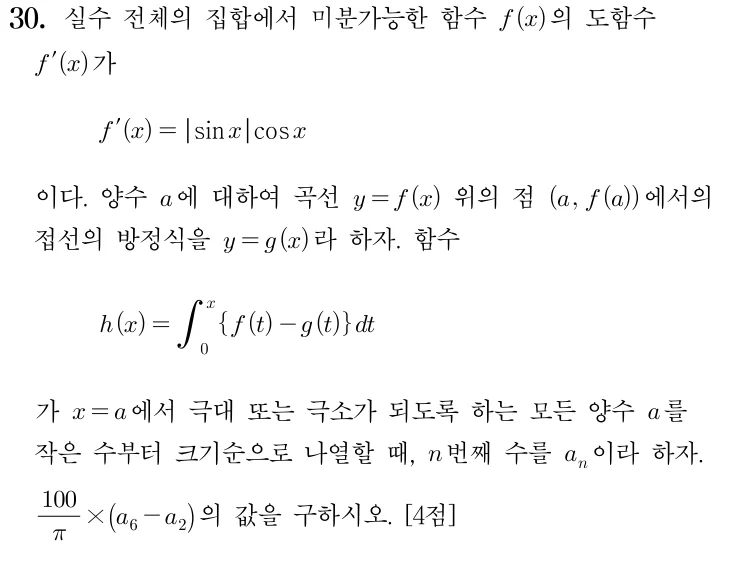 30. 실수 전체의 집합에서 미분가능한 함수 f(x)의 도함수
f′(x)가
f′(x)=|sinx|cosx
이다. 양수 a에 대하여 곡선 y=f(x) 위의 점 (a, f(a))에서의
접선의 방정식을 y=g(x)라 하자. 함수
h(x)=∫₀ˣ{f(t)−g(t)}dt
가 x=a에서 극대 또는 극소가 되도록 하는 모든 양수 a를
작은 수부터 크기순으로 나열할 때, n번째 수를 aₙ이라 하자.
100/π×(a₆−a₂)의 값을 구하시오. [4점]